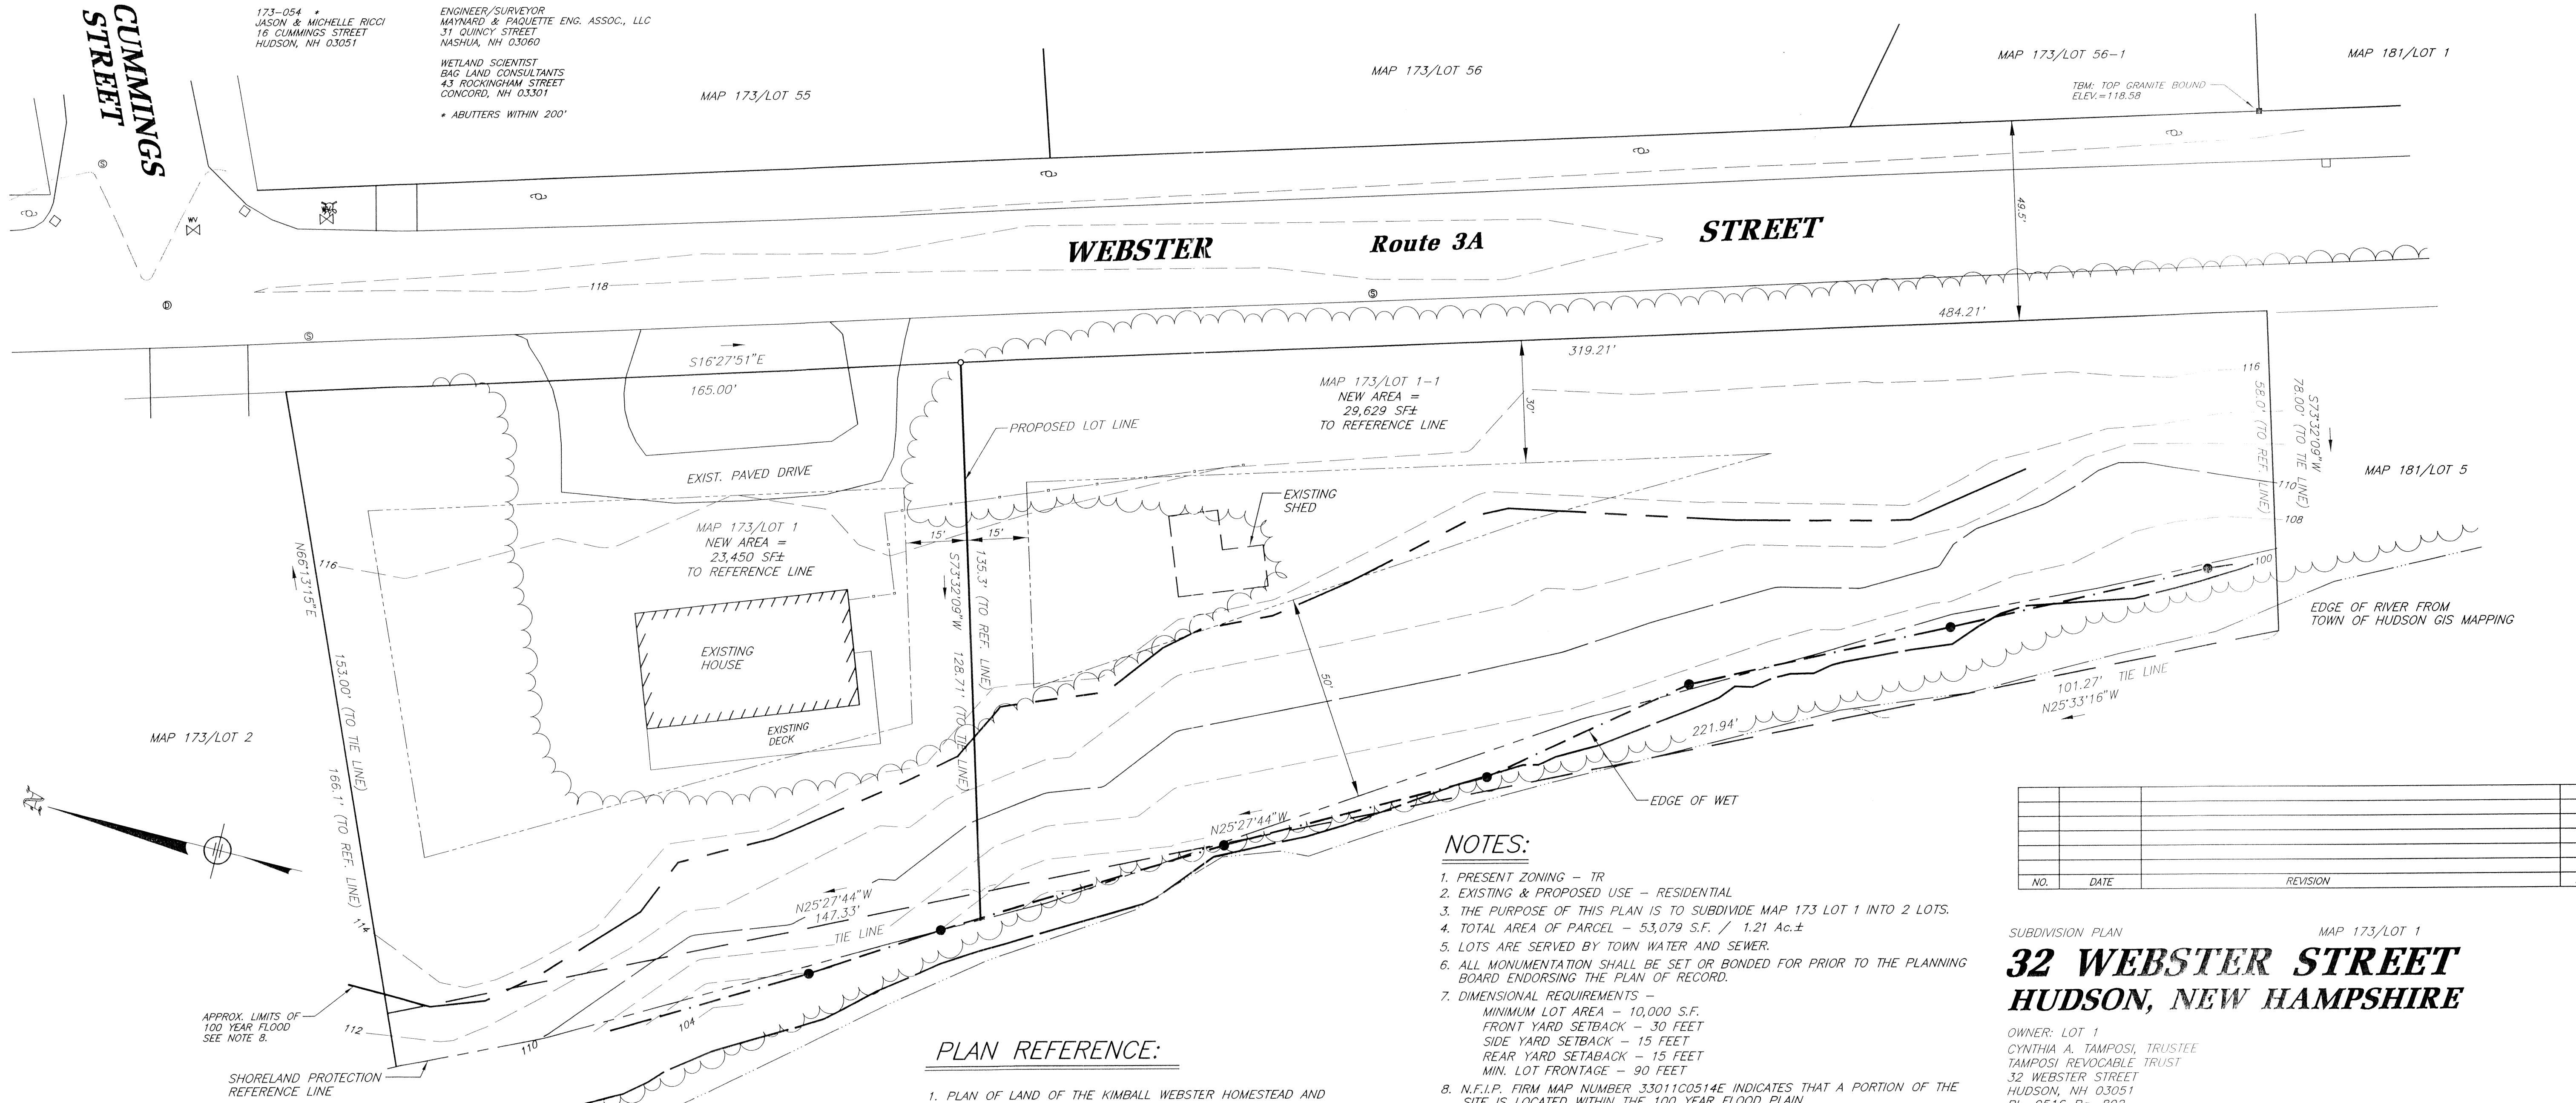 CUMMINGS
STREET
173-054 *
JASON & MICHELLE RICCI
16 CUMMINGS STREET
HUDSON, NH 03051
ENGINEER/SURVEYOR
MAYNARD & PAQUETTE ENG. ASSOC., LLC
31 QUINCY STREET
NASHUA, NH 03060
WETLAND SCIENTIST
BAG LAND CONSULTANTS
43 ROCKINGHAM STREET
CONCORD, NH 03301
* ABUTTERS WITHIN 200'
MAP 173/LOT 55
MAP 173/LOT 56
MAP 173/LOT 56-1
MAP 181/LOT 1
TBM: TOP GRANITE BOUND
ELEV.=118.58
S
WV
D
S
S
49.5'
WEBSTER Route 3A STREET
118
484.21'
319.21'
S16°27'51"E
165.00'
MAP 173/LOT 1-1
NEW AREA =
29,629 SF±
TO REFERENCE LINE
30'
PROPOSED LOT LINE
116
58.0' (TO REF. LINE)
78.00' (TO TIE LINE)
S73°32'09"W
MAP 181/LOT 5
110
108
100
EXIST. PAVED DRIVE
EXISTING
SHED
MAP 173/LOT 1
NEW AREA =
23,450 SF±
TO REFERENCE LINE
15'
15'
S73°32'09"W 128.71' (TO TIE LINE)
135.3' (TO REF. LINE)
N66°13'15"E
116
153.00' (TO TIE LINE)
166.1' (TO REF. LINE)
EXISTING
HOUSE
EXISTING
DECK
MAP 173/LOT 2
50'
EDGE OF RIVER FROM
TOWN OF HUDSON GIS MAPPING
101.27' TIE LINE
N25°33'16"W
221.94'
EDGE OF WET
N25°27'44"W
N25°27'44"W
147.33'
TIE LINE
114
112
110
104
APPROX. LIMITS OF
100 YEAR FLOOD
SEE NOTE 8.
SHORELAND PROTECTION
REFERENCE LINE
PLAN REFERENCE:
1. PLAN OF LAND OF THE KIMBALL WEBSTER HOMESTEAD AND
NOTES:
1. PRESENT ZONING - TR
2. EXISTING & PROPOSED USE - RESIDENTIAL
3. THE PURPOSE OF THIS PLAN IS TO SUBDIVIDE MAP 173 LOT 1 INTO 2 LOTS.
4. TOTAL AREA OF PARCEL - 53,079 S.F. / 1.21 Ac.±
5. LOTS ARE SERVED BY TOWN WATER AND SEWER.
6. ALL MONUMENTATION SHALL BE SET OR BONDED FOR PRIOR TO THE PLANNING
BOARD ENDORSING THE PLAN OF RECORD.
7. DIMENSIONAL REQUIREMENTS -
MINIMUM LOT AREA - 10,000 S.F.
FRONT YARD SETBACK - 30 FEET
SIDE YARD SETBACK - 15 FEET
REAR YARD SETABACK - 15 FEET
MIN. LOT FRONTAGE - 90 FEET
8. N.F.I.P. FIRM MAP NUMBER 33011C0514E INDICATES THAT A PORTION OF THE
SITE IS LOCATED WITHIN THE 100 YEAR FLOOD PLAIN
NO. DATE REVISION
SUBDIVISION PLAN MAP 173/LOT 1
32 WEBSTER STREET
HUDSON, NEW HAMPSHIRE
OWNER: LOT 1
CYNTHIA A. TAMPOSI, TRUSTEE
TAMPOSI REVOCABLE TRUST
32 WEBSTER STREET
HUDSON, NH 03051